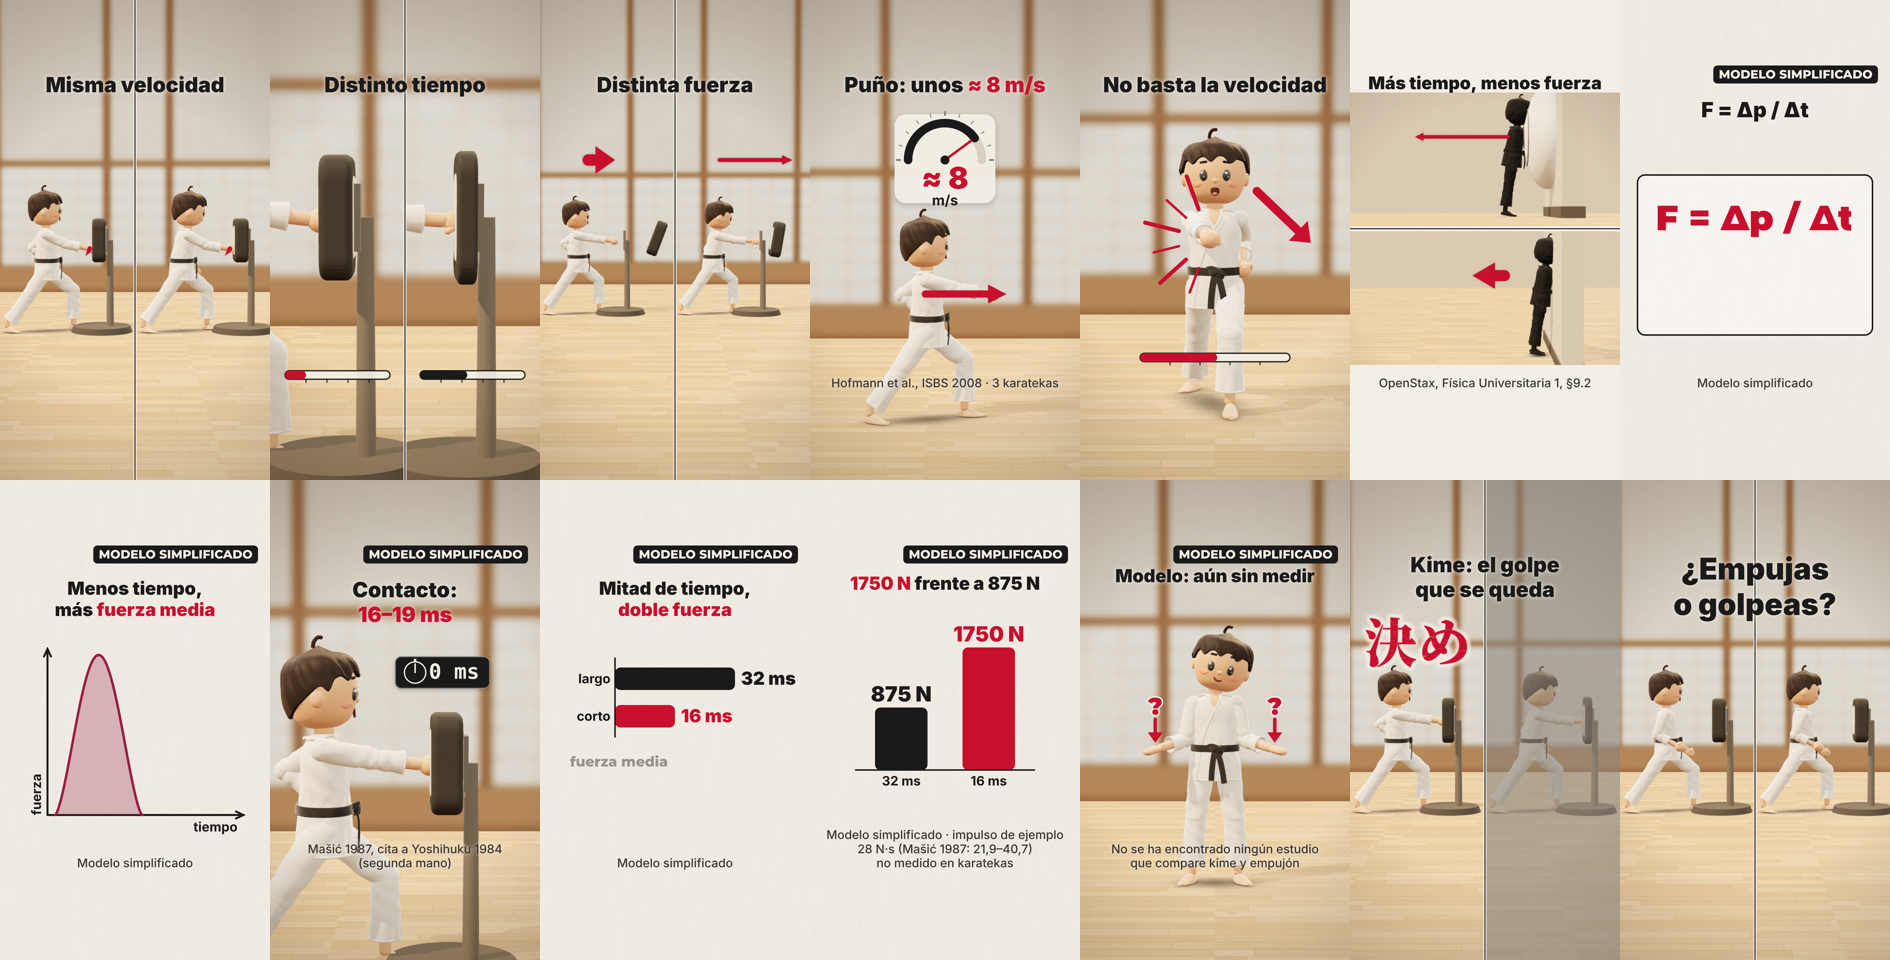 Misma velocidad
Distinto tiempo
Distinta fuerza
Puño: unos ≈ 8 m/s
≈ 8
m/s
Hofmann et al., ISBS 2008 · 3 karatekas
No basta la velocidad
Más tiempo, menos fuerza
OpenStax, Física Universitaria 1, §9.2
MODELO SIMPLIFICADO
F = Δp / Δt
F = Δp / Δt
Modelo simplificado
MODELO SIMPLIFICADO
Menos tiempo,
más fuerza media
fuerza
tiempo
Modelo simplificado
MODELO SIMPLIFICADO
Contacto:
16–19 ms
0 ms
Mašić 1987, cita a Yoshihuku 1984
(segunda mano)
MODELO SIMPLIFICADO
Mitad de tiempo,
doble fuerza
largo 32 ms
corto 16 ms
fuerza media
Modelo simplificado
MODELO SIMPLIFICADO
1750 N frente a 875 N
1750 N
875 N
32 ms 16 ms
Modelo simplificado · impulso de ejemplo
28 N·s (Mašić 1987: 21,9–40,7)
no medido en karatekas
MODELO SIMPLIFICADO
Modelo: aún sin medir
? ?
No se ha encontrado ningún estudio
que compare kime y empujón
Kime: el golpe
que se queda
決め
¿Empujas
o golpeas?